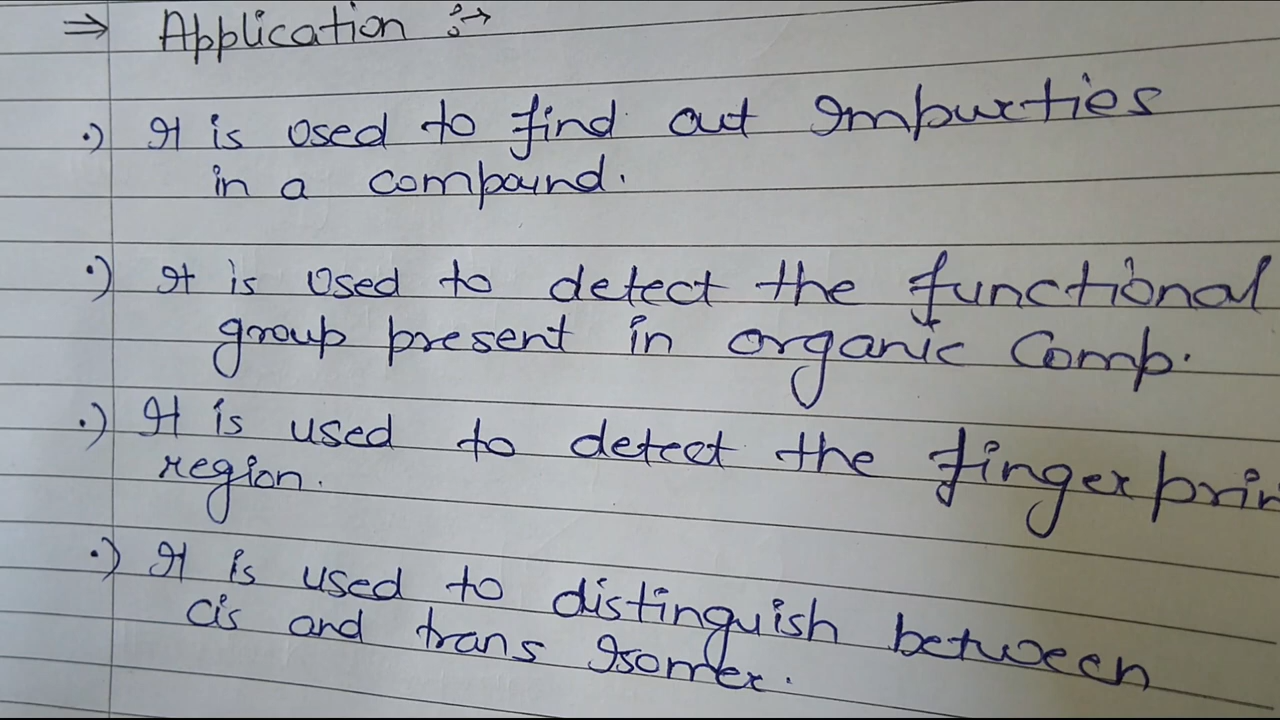 ⇒ Application :→
•) It is used to find out Impurties
in a compound.
•) It is used to detect the functional
group present in organic Comp.
•) It is used to detect the fingerprin
region.
•) It is used to distinguish between
cis and trans Isomer.